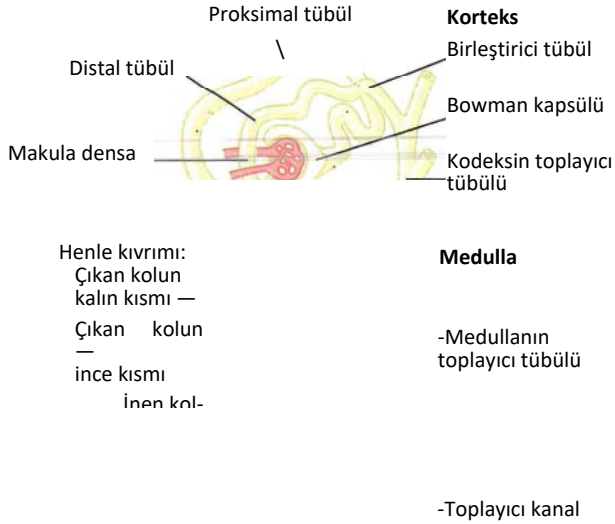 Proksimal tübül
Korteks
Birleştirici tübül
Distal tübül
Bowman kapsülü
Makula densa
Kodeksin toplayıcı
tübülü
Henle kıvrımı:
Çıkan kolun
kalın kısmı —
Çıkan kolun
—
ince kısmı
İnen kol-
Medulla
-Medullanın
toplayıcı tübülü
-Toplayıcı kanal